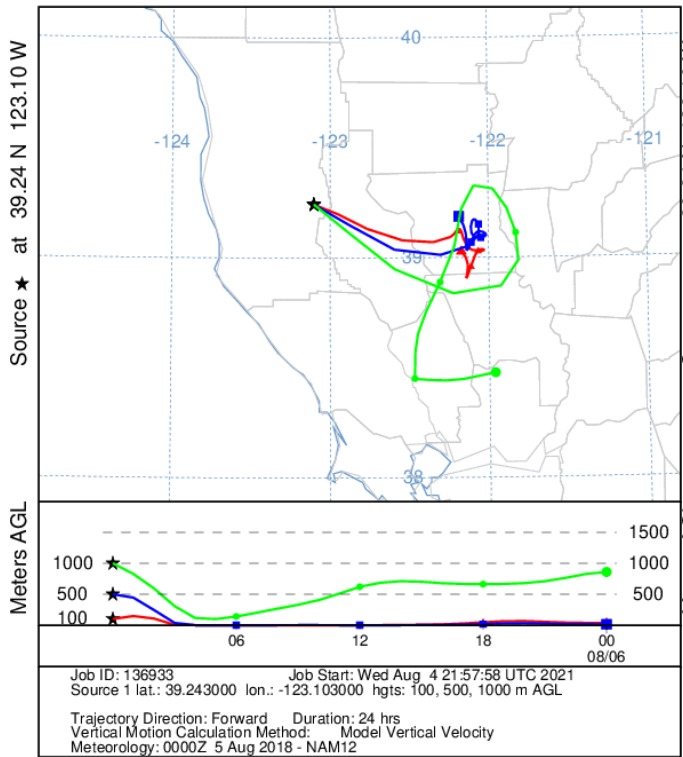 Source ★ at 39.24 N 123.10 W
40
-124
-123
-122
-121
39
38
Meters AGL
1500
1000
1000
500
500
100
06
12
18
00
08/06
Job ID: 136933 Job Start: Wed Aug 4 21:57:58 UTC 2021
Source 1 lat.: 39.243000 lon.: -123.103000 hgts: 100, 500, 1000 m AGL
Trajectory Direction: Forward Duration: 24 hrs
Vertical Motion Calculation Method: Model Vertical Velocity
Meteorology: 0000Z 5 Aug 2018 - NAM12